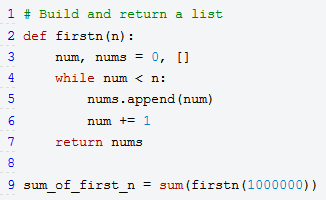 1 # Build and return a list
2 def firstn(n):
3     num, nums = 0, []
4     while num < n:
5         nums.append(num)
6         num += 1
7     return nums
8
9 sum_of_first_n = sum(firstn(1000000))